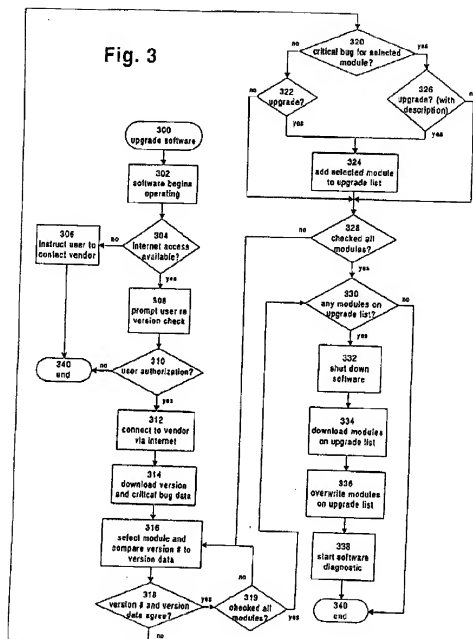 Fig. 3
300
upgrade software
302
software begins
operating
304
Internet access
available?
no
yes
306
instruct user to
contact vendor
308
prompt user re
version check
310
user authorization?
no
yes
340
end
312
connect to vendor
via Internet
314
download version
and critical bug data
316
select module and
compare version # to
version data
318
version # and version
data agree?
yes
no
319
checked all
modules?
no
yes
320
critical bug for selected
module?
no
yes
322
upgrade?
no
yes
326
upgrade? (with
description)
yes
324
add selected module
to upgrade list
328
checked all
modules?
no
yes
330
any modules on
upgrade list?
no
yes
332
shut down
software
334
download modules
on upgrade list
336
overwrite modules
on upgrade list
338
start software
diagnostic
340
end